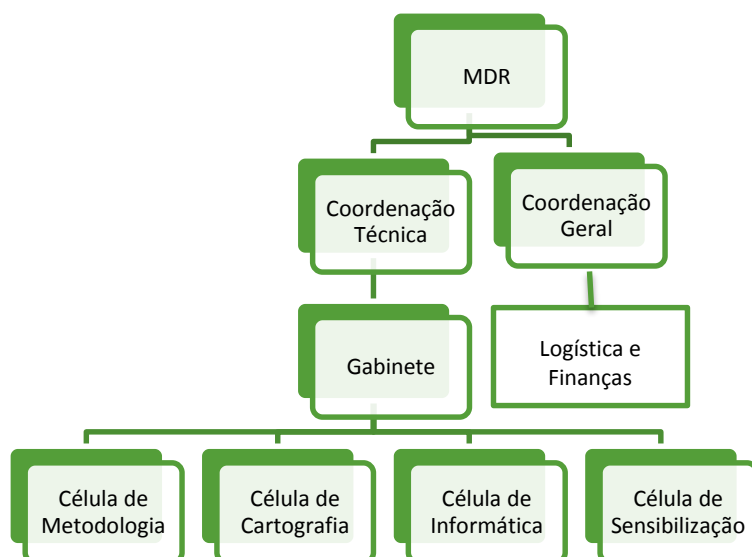 MDR
Coordenação
Técnica
Coordenação
Geral
Gabinete
Logística e
Finanças
Célula de
Metodologia
Célula de
Cartografia
Célula de
Informática
Célula de
Sensibilização